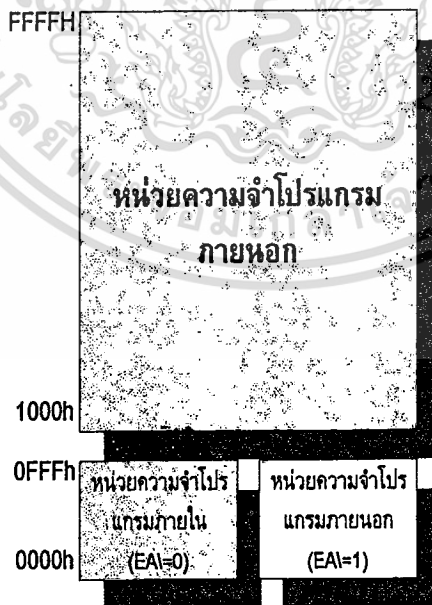 FFFFH
หน่วยความจำโปรแกรม
ภายนอก
1000h
0FFFh
หน่วยความจำโปร
แกรมภายใน
(EA\=0)
0000h
หน่วยความจำโปร
แกรมภายนอก
(EA\=1)